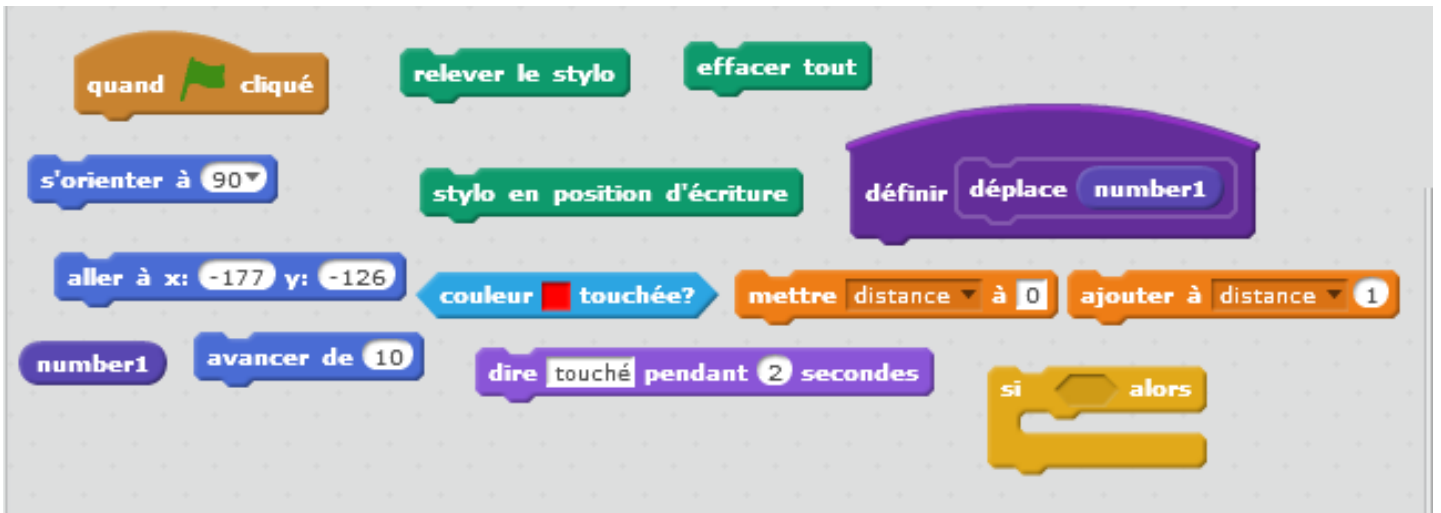 quand cliqué
relever le stylo
effacer tout
s'orienter à 90
stylo en position d'écriture
définir déplace number1
aller à x: -177 y: -126
couleur touchée?
mettre distance à 0
ajouter à distance 1
number1
avancer de 10
dire touché pendant 2 secondes
si alors